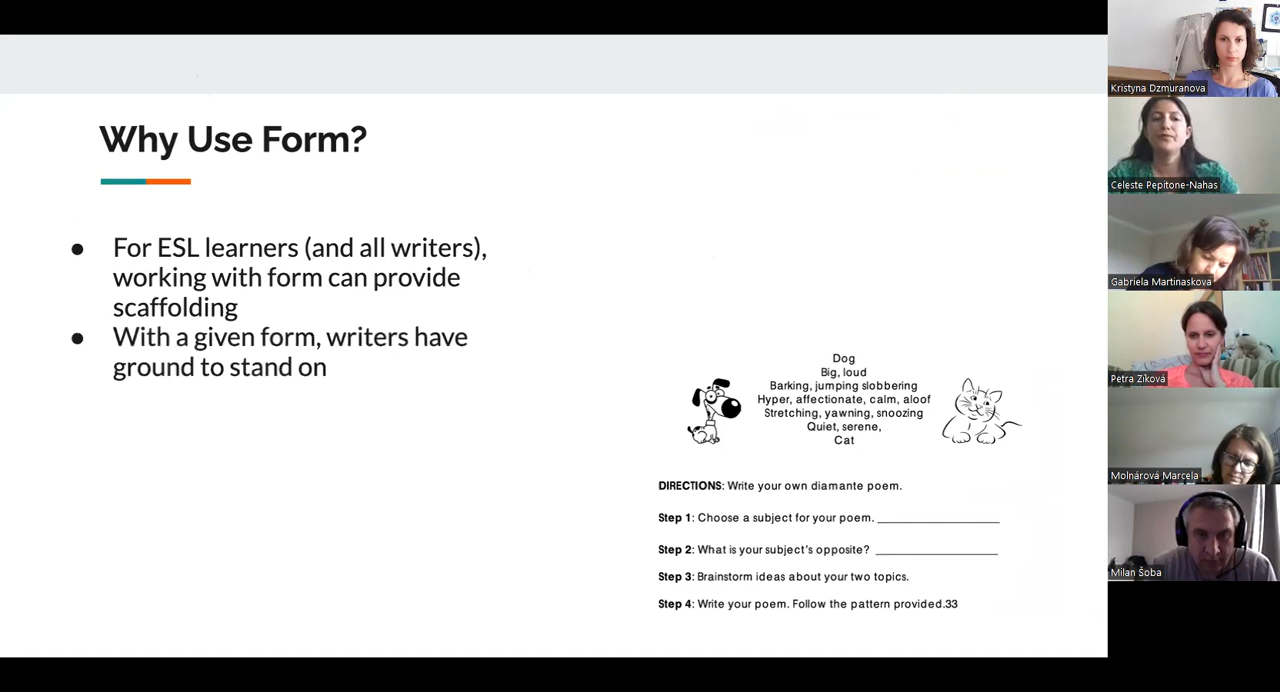 Why Use Form?
● For ESL learners (and all writers),
working with form can provide
scaffolding
● With a given form, writers have
ground to stand on
Dog
Big, loud
Barking, jumping slobbering
Hyper, affectionate, calm, aloof
Stretching, yawning, snoozing
Quiet, serene,
Cat
DIRECTIONS: Write your own diamante poem.
Step 1: Choose a subject for your poem. ____________________
Step 2: What is your subject's opposite? ____________________
Step 3: Brainstorm ideas about your two topics.
Step 4: Write your poem. Follow the pattern provided.33
Kristyna Dzmuranova
Celeste Pepitone-Nahas
Gabriela Martinaskova
Petra Zíková
Molnárová Marcela
Milan Šoba